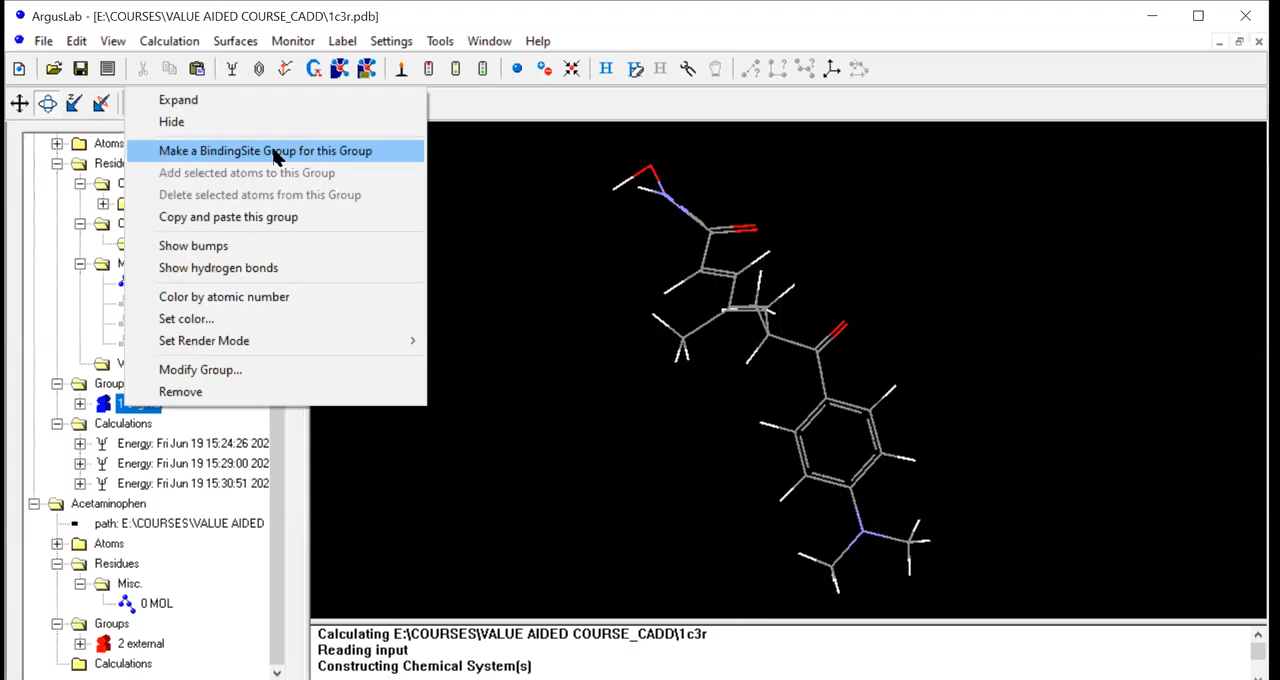 ArgusLab - [E:\COURSES\VALUE AIDED COURSE_CADD\1c3r.pdb]
File Edit View Calculation Surfaces Monitor Label Settings Tools Window Help
Expand
Hide
Make a BindingSite Group for this Group
Add selected atoms to this Group
Delete selected atoms from this Group
Copy and paste this group
Show bumps
Show hydrogen bonds
Color by atomic number
Set color...
Set Render Mode
Modify Group...
Remove
Atoms
Calculations
Energy: Fri Jun 19 15:24:26 202
Energy: Fri Jun 19 15:29:00 202
Energy: Fri Jun 19 15:30:51 202
Acetaminophen
path: E:\COURSES\VALUE AIDED
Atoms
Residues
Misc.
0 MOL
Groups
2 external
Calculations
Calculating E:\COURSES\VALUE AIDED COURSE_CADD\1c3r
Reading input
Constructing Chemical System(s)